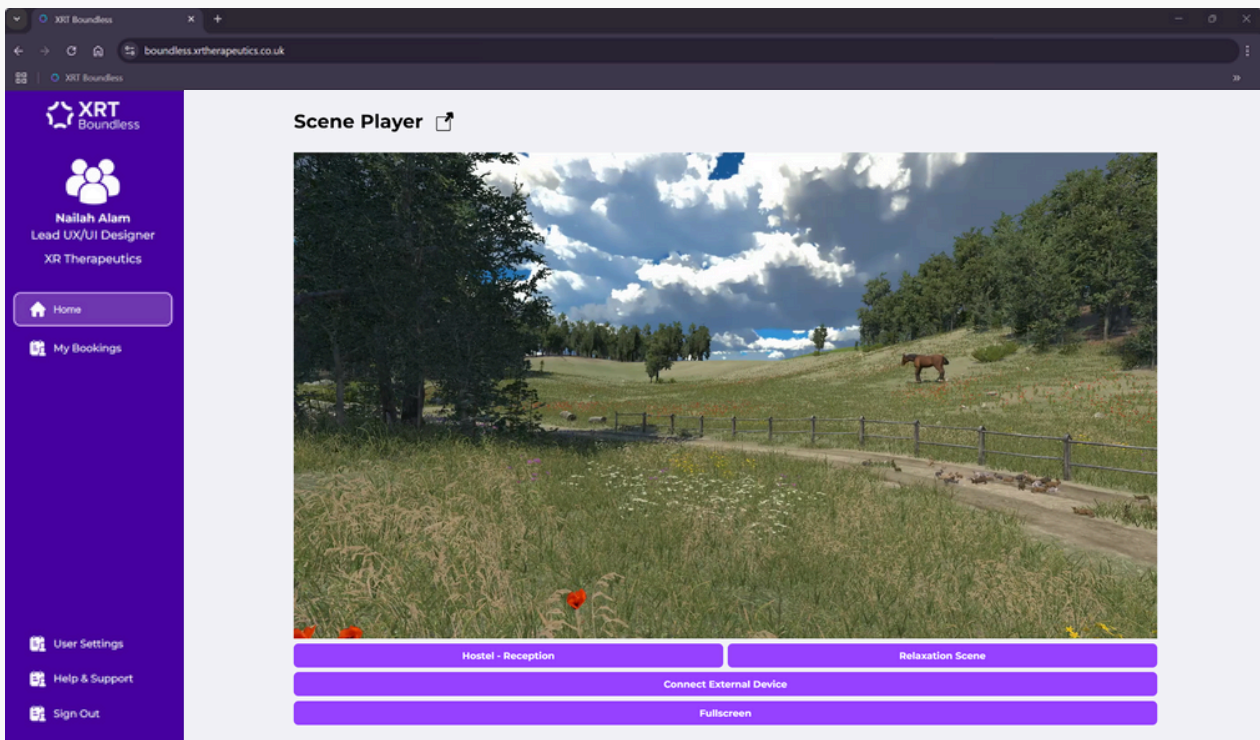 XRT Boundless
boundless.xrtherapeutics.co.uk
XRT Boundless
XRT
Boundless
Nailah Alam
Lead UX/UI Designer
XR Therapeutics
Home
My Bookings
User Settings
Help & Support
Sign Out
Scene Player
Hostel - Reception
Relaxation Scene
Connect External Device
Fullscreen